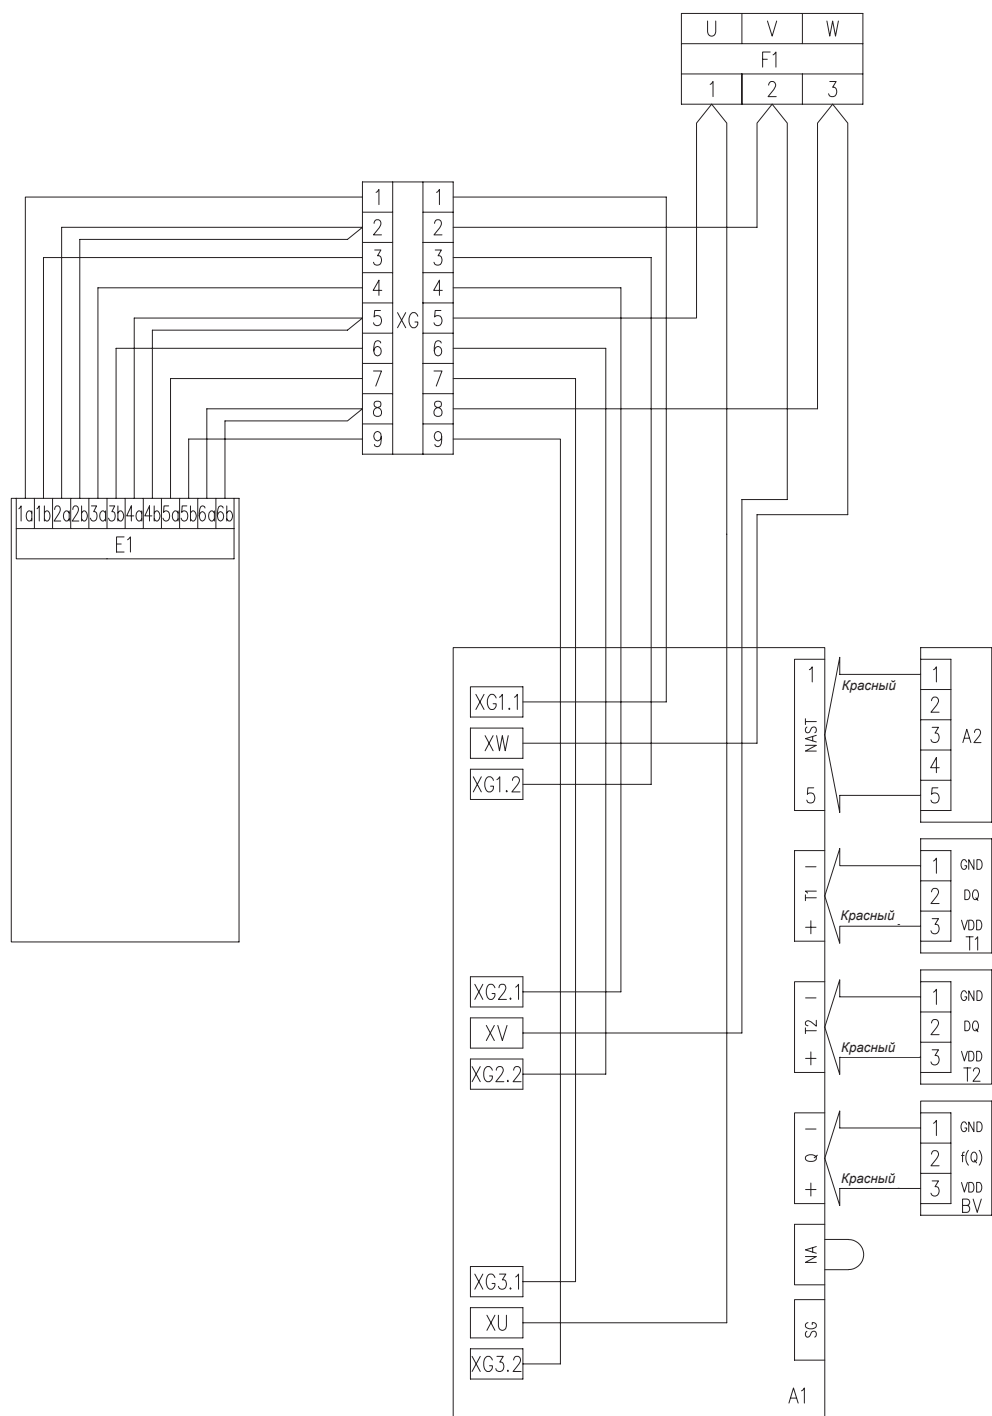 U V W
F1
1 2 3
1 1
2 2
3 3
4 4
5 XG 5
6 6
7 7
8 8
9 9
1a 1b 2a 2b 3a 3b 4a 4b 5a 5b 6a 6b
E1
XG1.1
XW
XG1.2
XG2.1
XV
XG2.2
XG3.1
XU
XG3.2
A1
1
NAST
5
Красный
1
2
3 A2
4
5
- T1 +
Красный
1 GND
2 DQ
3 VDD
T1
- T2 +
Красный
1 GND
2 DQ
3 VDD
T2
- Q +
Красный
1 GND
2 f(Q)
3 VDD
BV
NA
SG